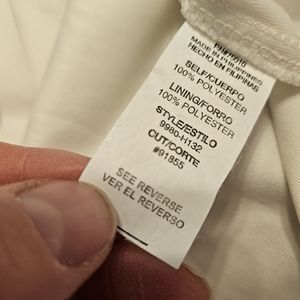 MADE IN PHILIPPINES
HECHO EN FILIPINAS
SELF/CUERPO
100% POLYESTER
LINING/FORRO
100% POLYESTER
STYLE/ESTILO
9980-H132
CUT/CORTE
#91855
SEE REVERSE
VER EL REVERSO